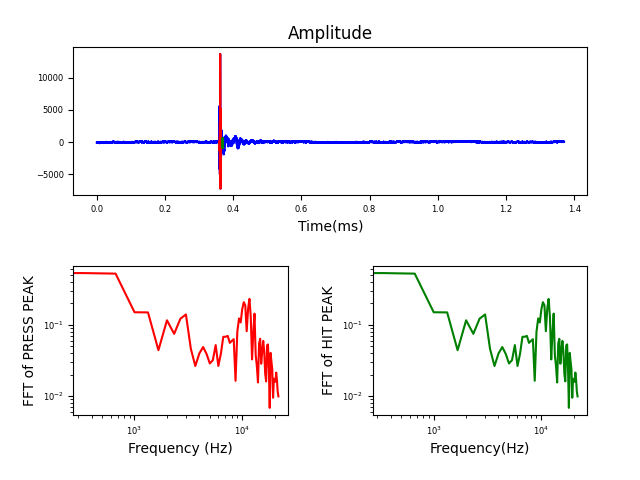 Amplitude
10000
5000
0
−5000
0.0 0.2 0.4 0.6 0.8 1.0 1.2 1.4
Time(ms)
FFT of PRESS PEAK
10⁻¹
10⁻²
10³ 10⁴
Frequency (Hz)
FFT of HIT PEAK
10⁻¹
10⁻²
10³ 10⁴
Frequency(Hz)